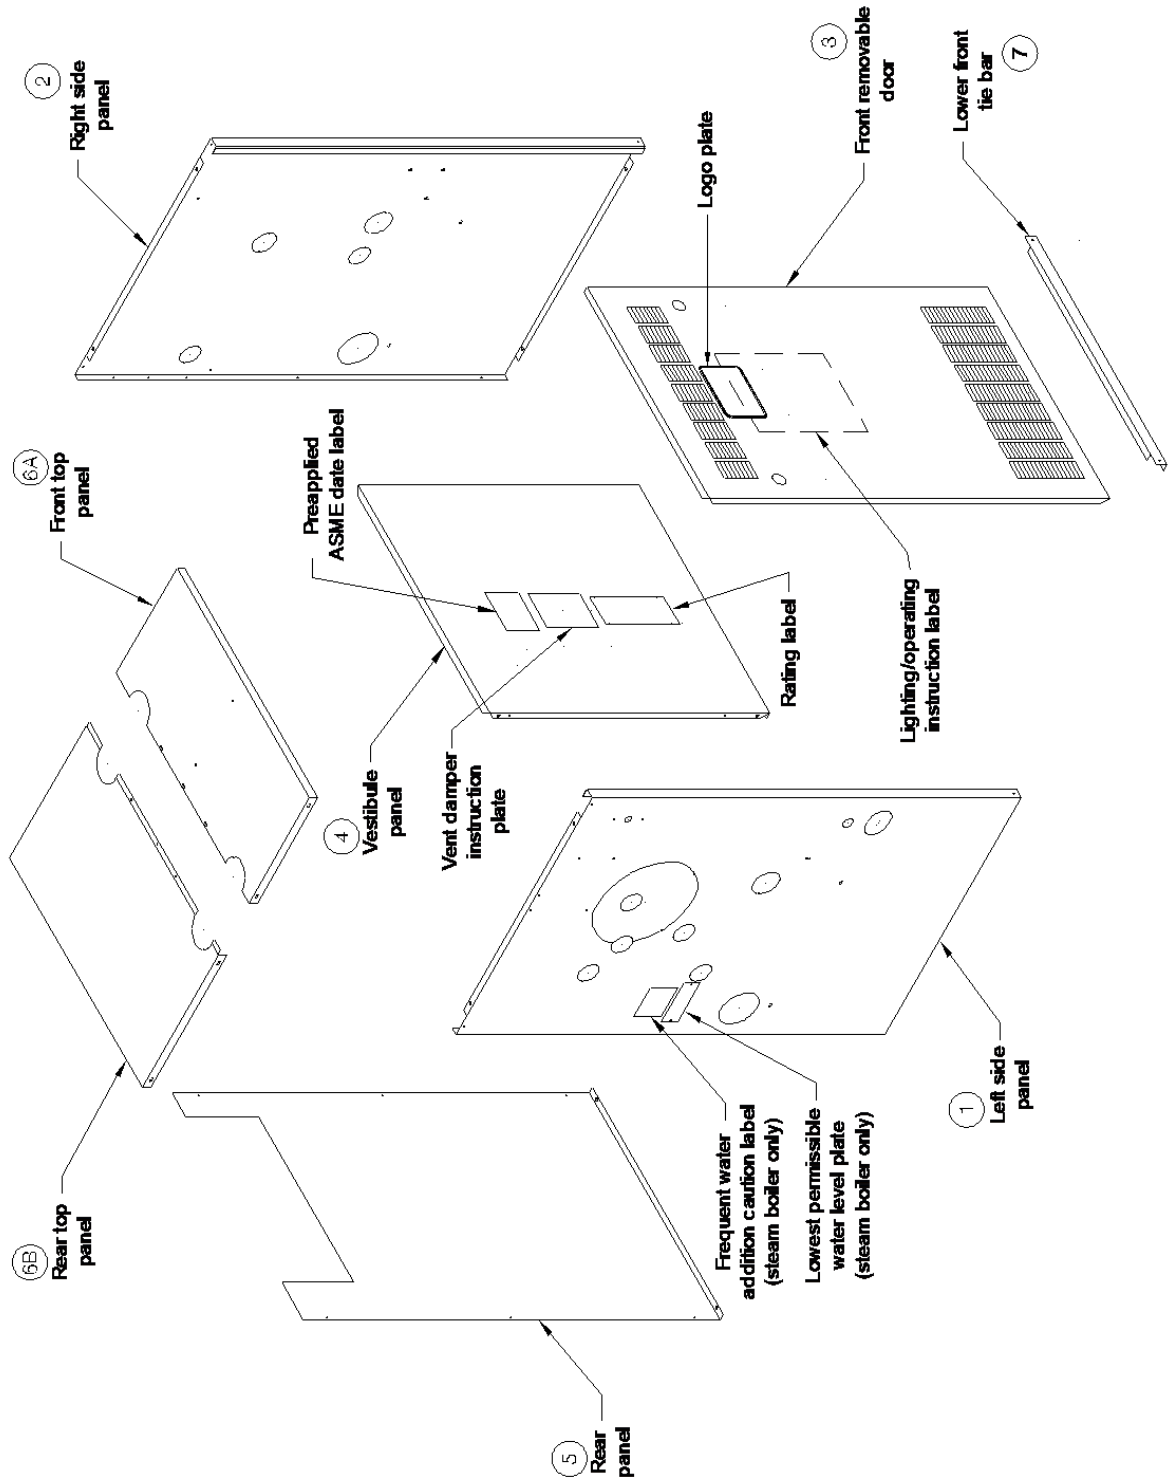 2
Right side
panel
3
Front removable
door
Lower front
tie bar
7
Logo plate
6A
Front top
panel
Preapplied
ASME date label
4
Vestibule
panel
Vent damper
instruction
plate
Rating label
Lighting/operating
instruction label
6B
Rear top
panel
5
Rear
panel
Frequent water
addition caution label
(steam boiler only)
Lowest permissible
water level plate
(steam boiler only)
1
Left side
panel